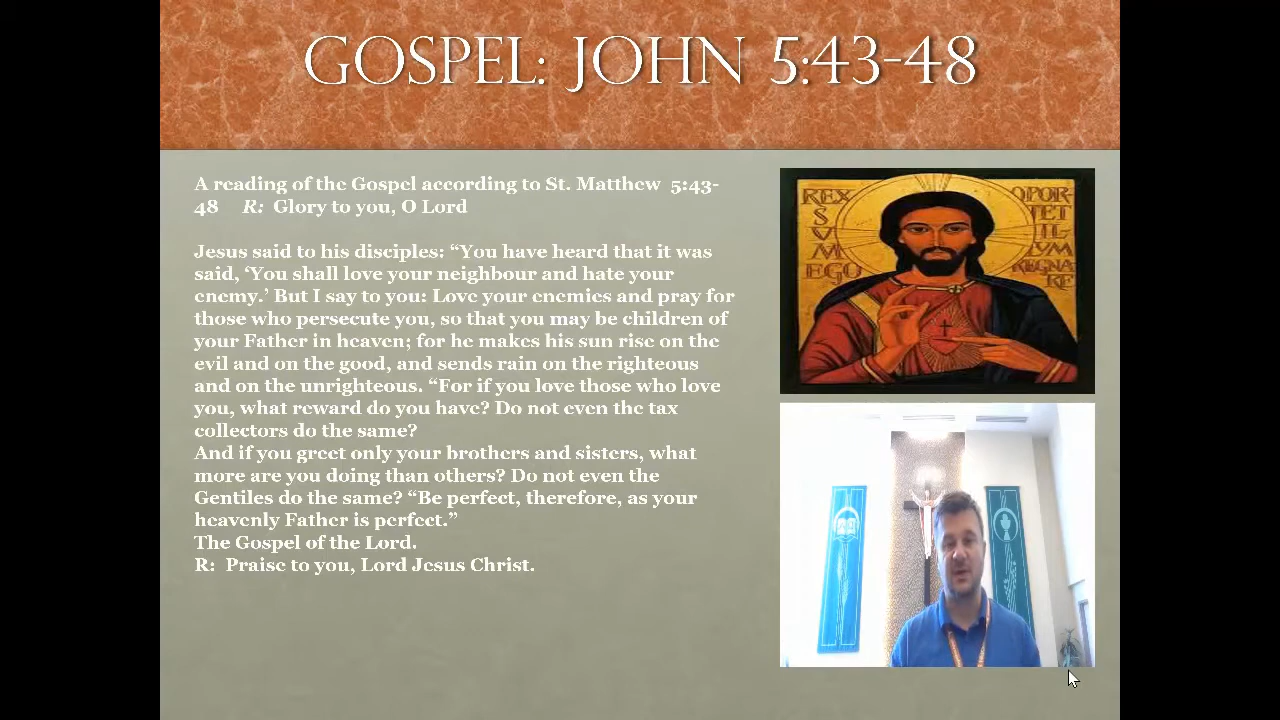 GOSPEL: JOHN 5:43-48
A reading of the Gospel according to St. Matthew 5:43-
48 R: Glory to you, O Lord
Jesus said to his disciples: “You have heard that it was
said, ‘You shall love your neighbour and hate your
enemy.’ But I say to you: Love your enemies and pray for
those who persecute you, so that you may be children of
your Father in heaven; for he makes his sun rise on the
evil and on the good, and sends rain on the righteous
and on the unrighteous. “For if you love those who love
you, what reward do you have? Do not even the tax
collectors do the same?
And if you greet only your brothers and sisters, what
more are you doing than others? Do not even the
Gentiles do the same? “Be perfect, therefore, as your
heavenly Father is perfect.”
The Gospel of the Lord.
R: Praise to you, Lord Jesus Christ.
REX
S
V
M
EGO
OPOR-
TET
IL
VM
REGNA
RE